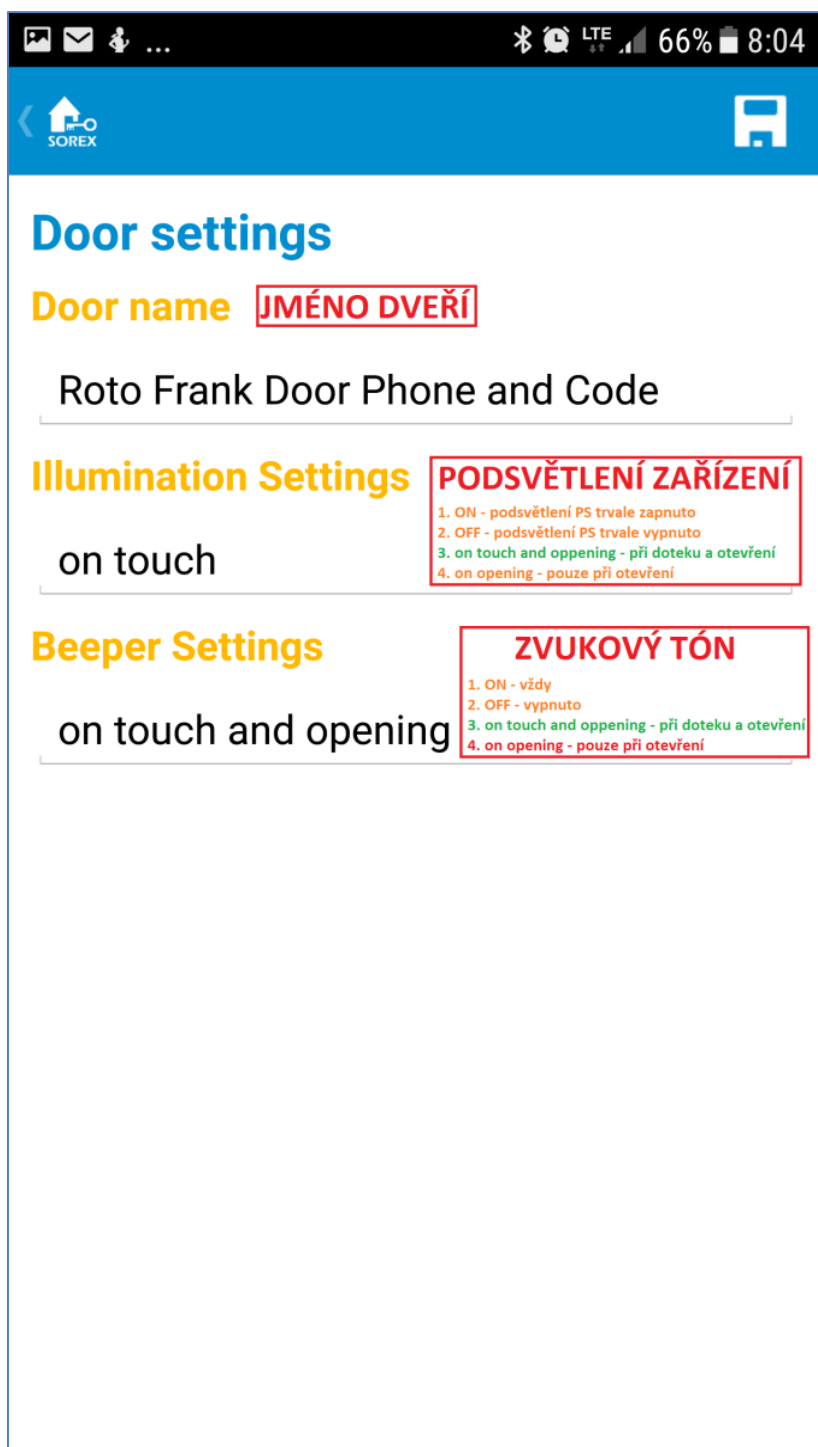 ... LTE 66% 8:04
SOREX
Door settings
Door name JMÉNO DVEŘÍ
Roto Frank Door Phone and Code
Illumination Settings PODSVĚTLENÍ ZAŘÍZENÍ
1. ON - podsvětlení PS trvale zapnuto
2. OFF - podsvětlení PS trvale vypnuto
3. on touch and oppening - při doteku a otevření
4. on opening - pouze při otevření
on touch
Beeper Settings ZVUKOVÝ TÓN
1. ON - vždy
2. OFF - vypnuto
3. on touch and oppening - při doteku a otevření
4. on opening - pouze při otevření
on touch and opening